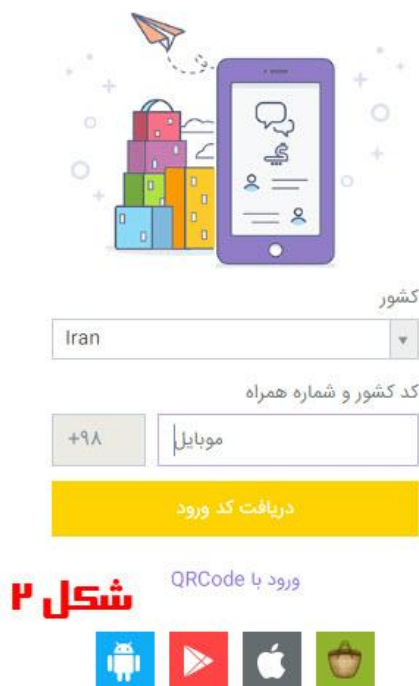 کشور
Iran
کد کشور و شماره همراه
+۹۸
موبایل
دریافت کد ورود
ورود با QRCode
شکل ۲